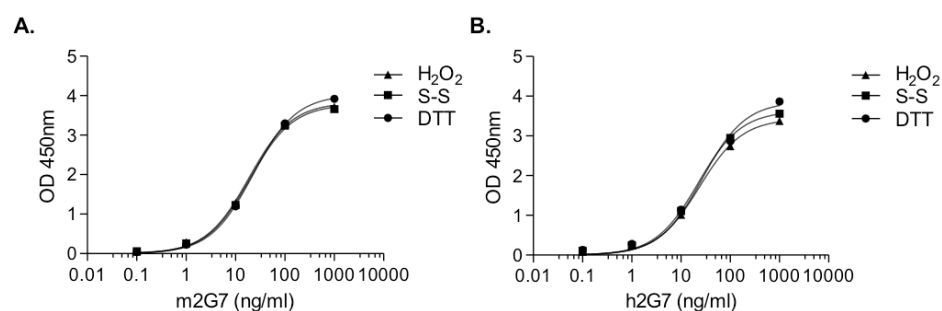 A.
5
4
3
2
1
0
OD 450nm
0.01 0.1 1 10 100 1000 10000
m2G7 (ng/ml)
H₂O₂
S-S
DTT
B.
5
4
3
2
1
0
OD 450nm
0.01 0.1 1 10 100 1000 10000
h2G7 (ng/ml)
H₂O₂
S-S
DTT